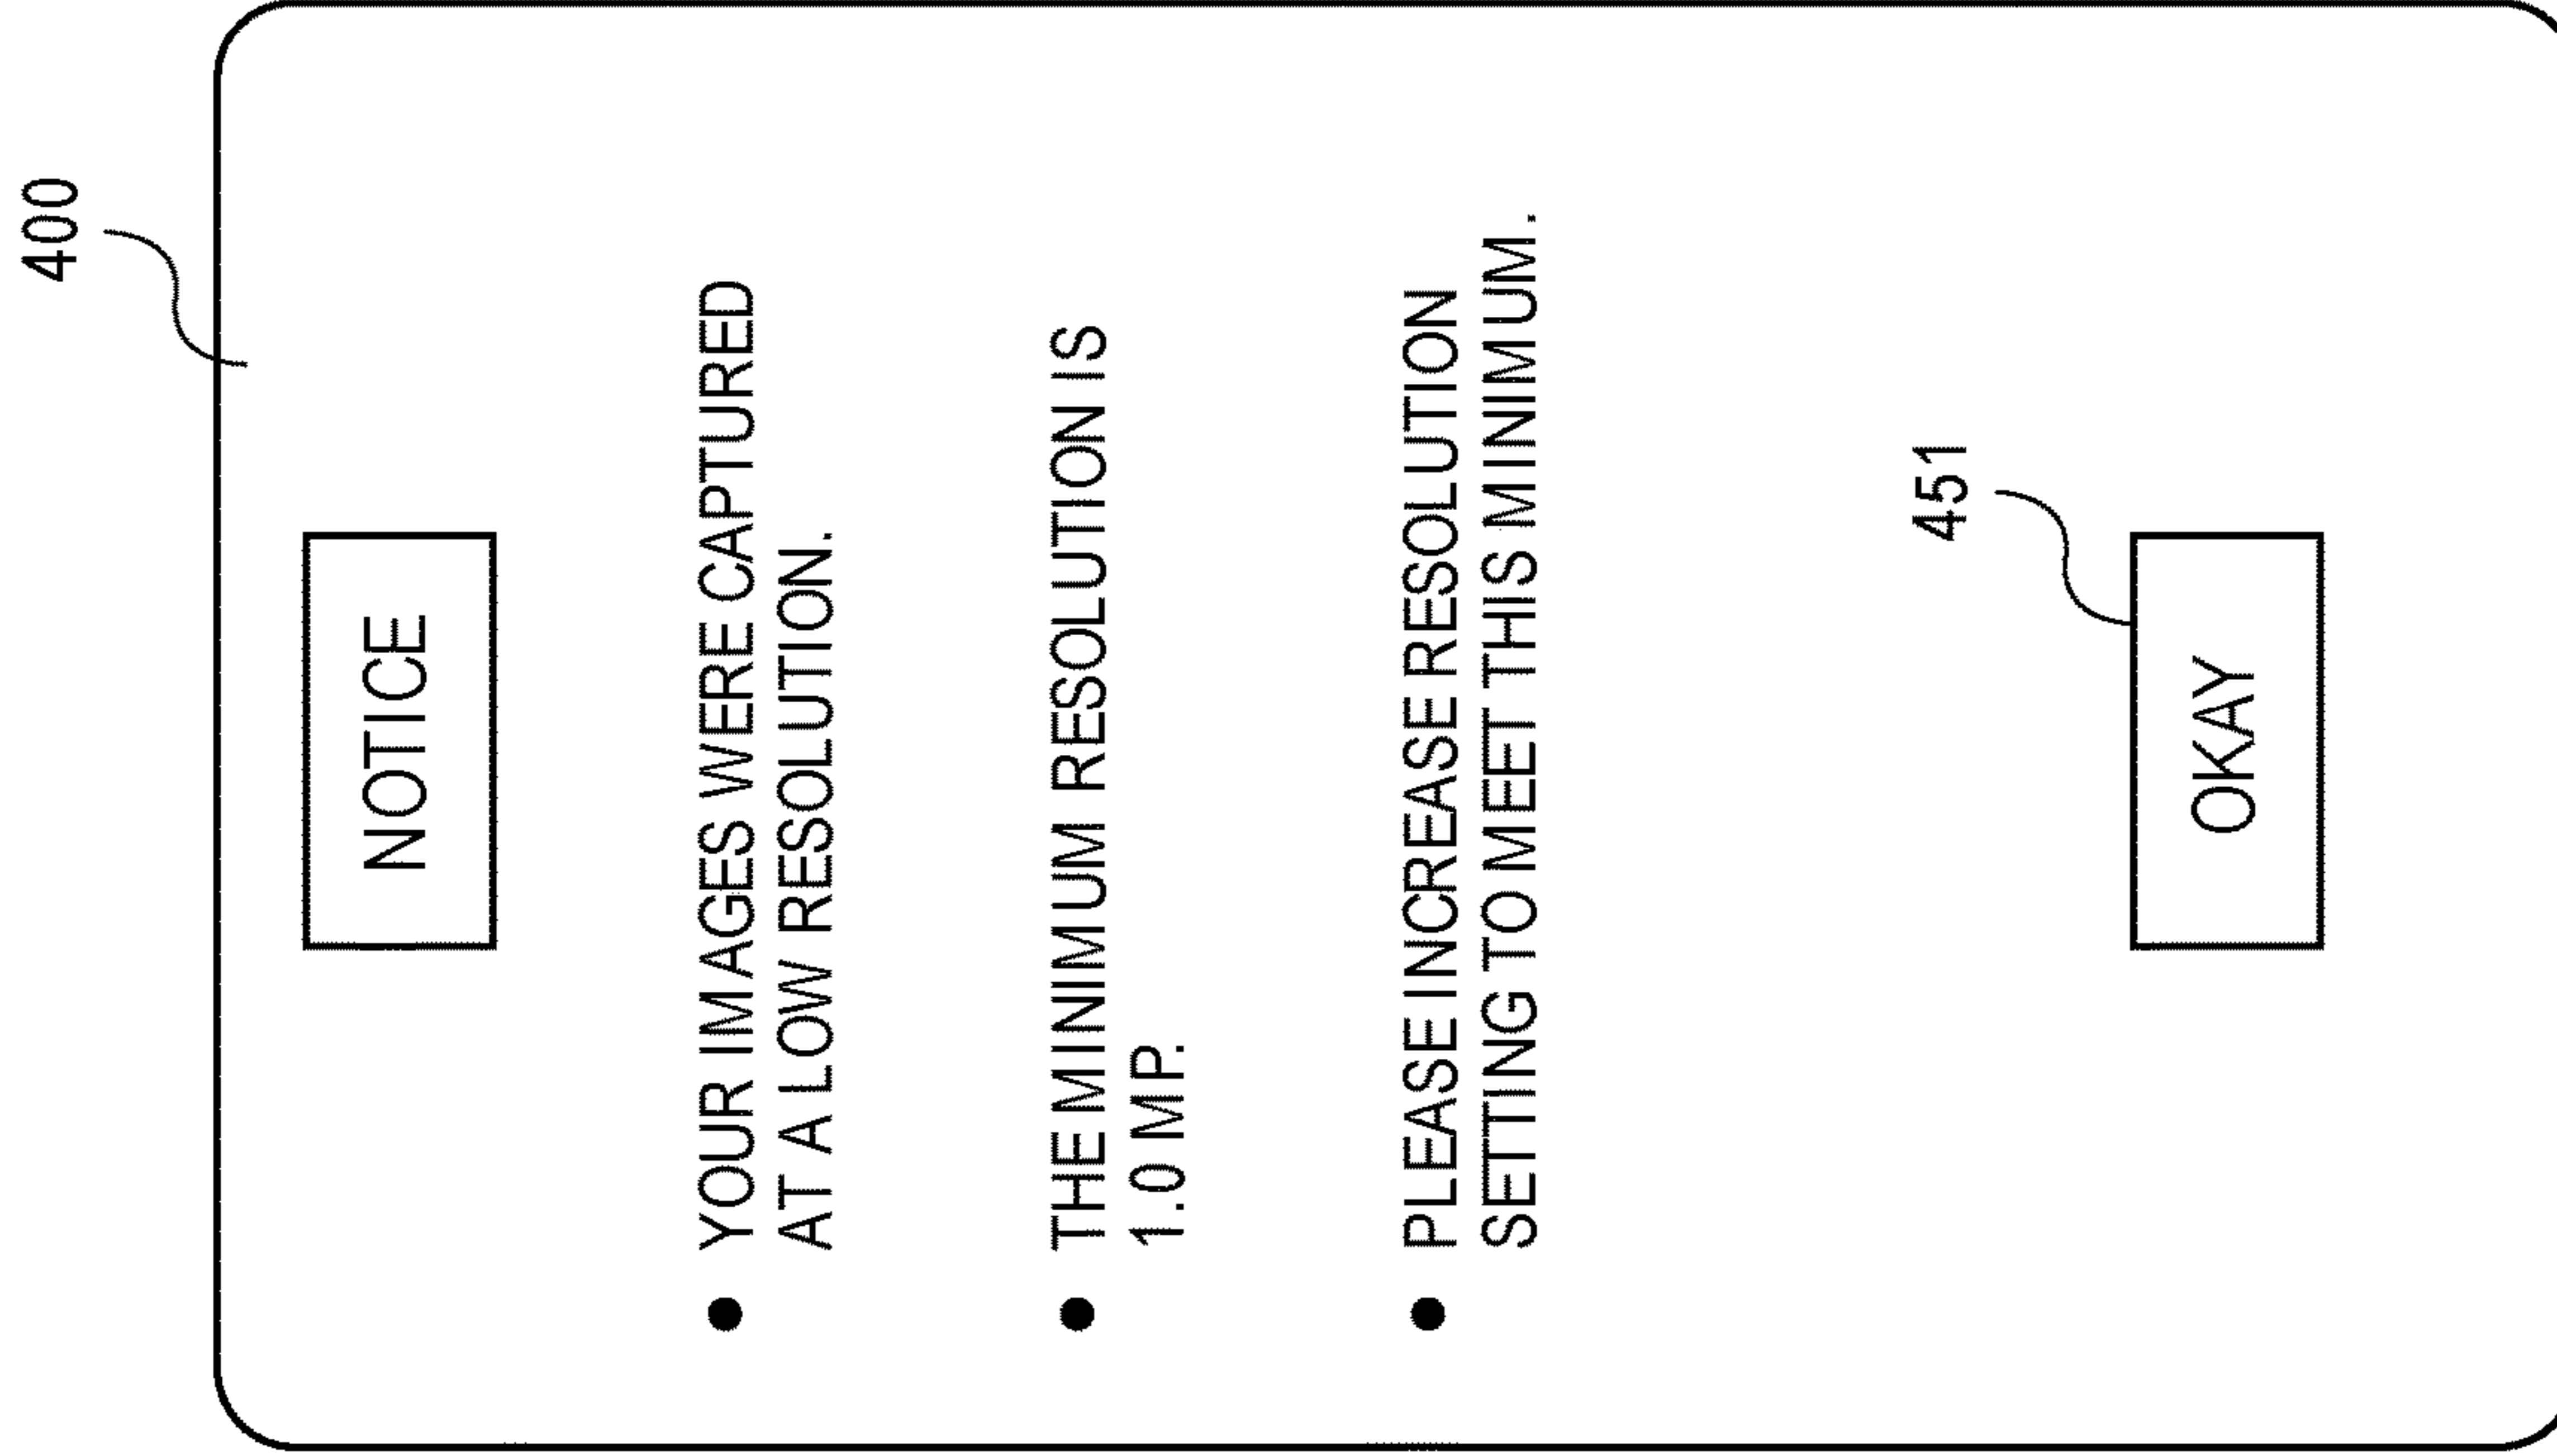 400
NOTICE
● YOUR IMAGES WERE CAPTURED
AT A LOW RESOLUTION.
● THE MINIMUM RESOLUTION IS
1.0 MP.
● PLEASE INCREASE RESOLUTION
SETTING TO MEET THIS MINIMUM.
451
OKAY